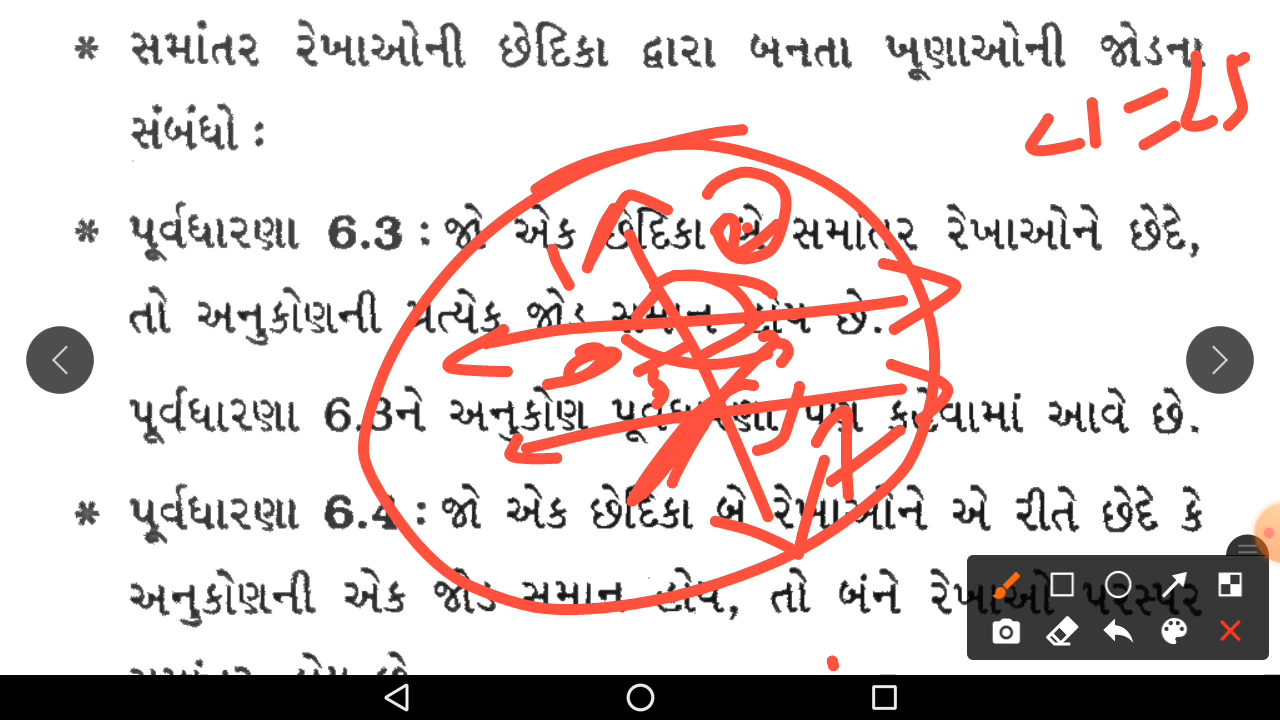 * સમાંતર રેખાઓની છેદિકા દ્વારા બનતા ખૂણાઓની જોડના
સંબંધો :
∠1 = ∠5
* પૂર્વધારણા 6.3 : જો એક છેદિકા બે સમાંતર રેખાઓને છેદે,
તો અનુકોણની પ્રત્યેક જોડ સમાન હોય છે.
પૂર્વધારણા 6.3ને અનુકોણ પૂર્વધારણા પણ કહેવામાં આવે છે.
* પૂર્વધારણા 6.4 : જો એક છેદિકા બે રેખાઓને એ રીતે છેદે કે
અનુકોણની એક જોડ સમાન હોય, તો બંને રેખાઓ પરસ્પર